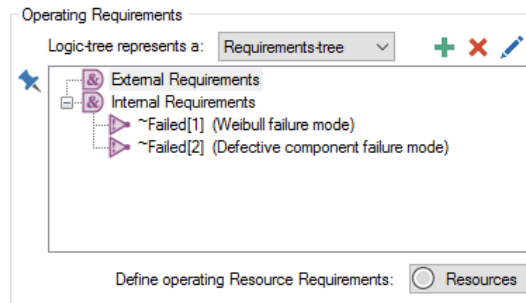 Operating Requirements
Logic-tree represents a: Requirements-tree
& External Requirements
& Internal Requirements
~Failed[1] (Weibull failure mode)
~Failed[2] (Defective component failure mode)
Define operating Resource Requirements: Resources